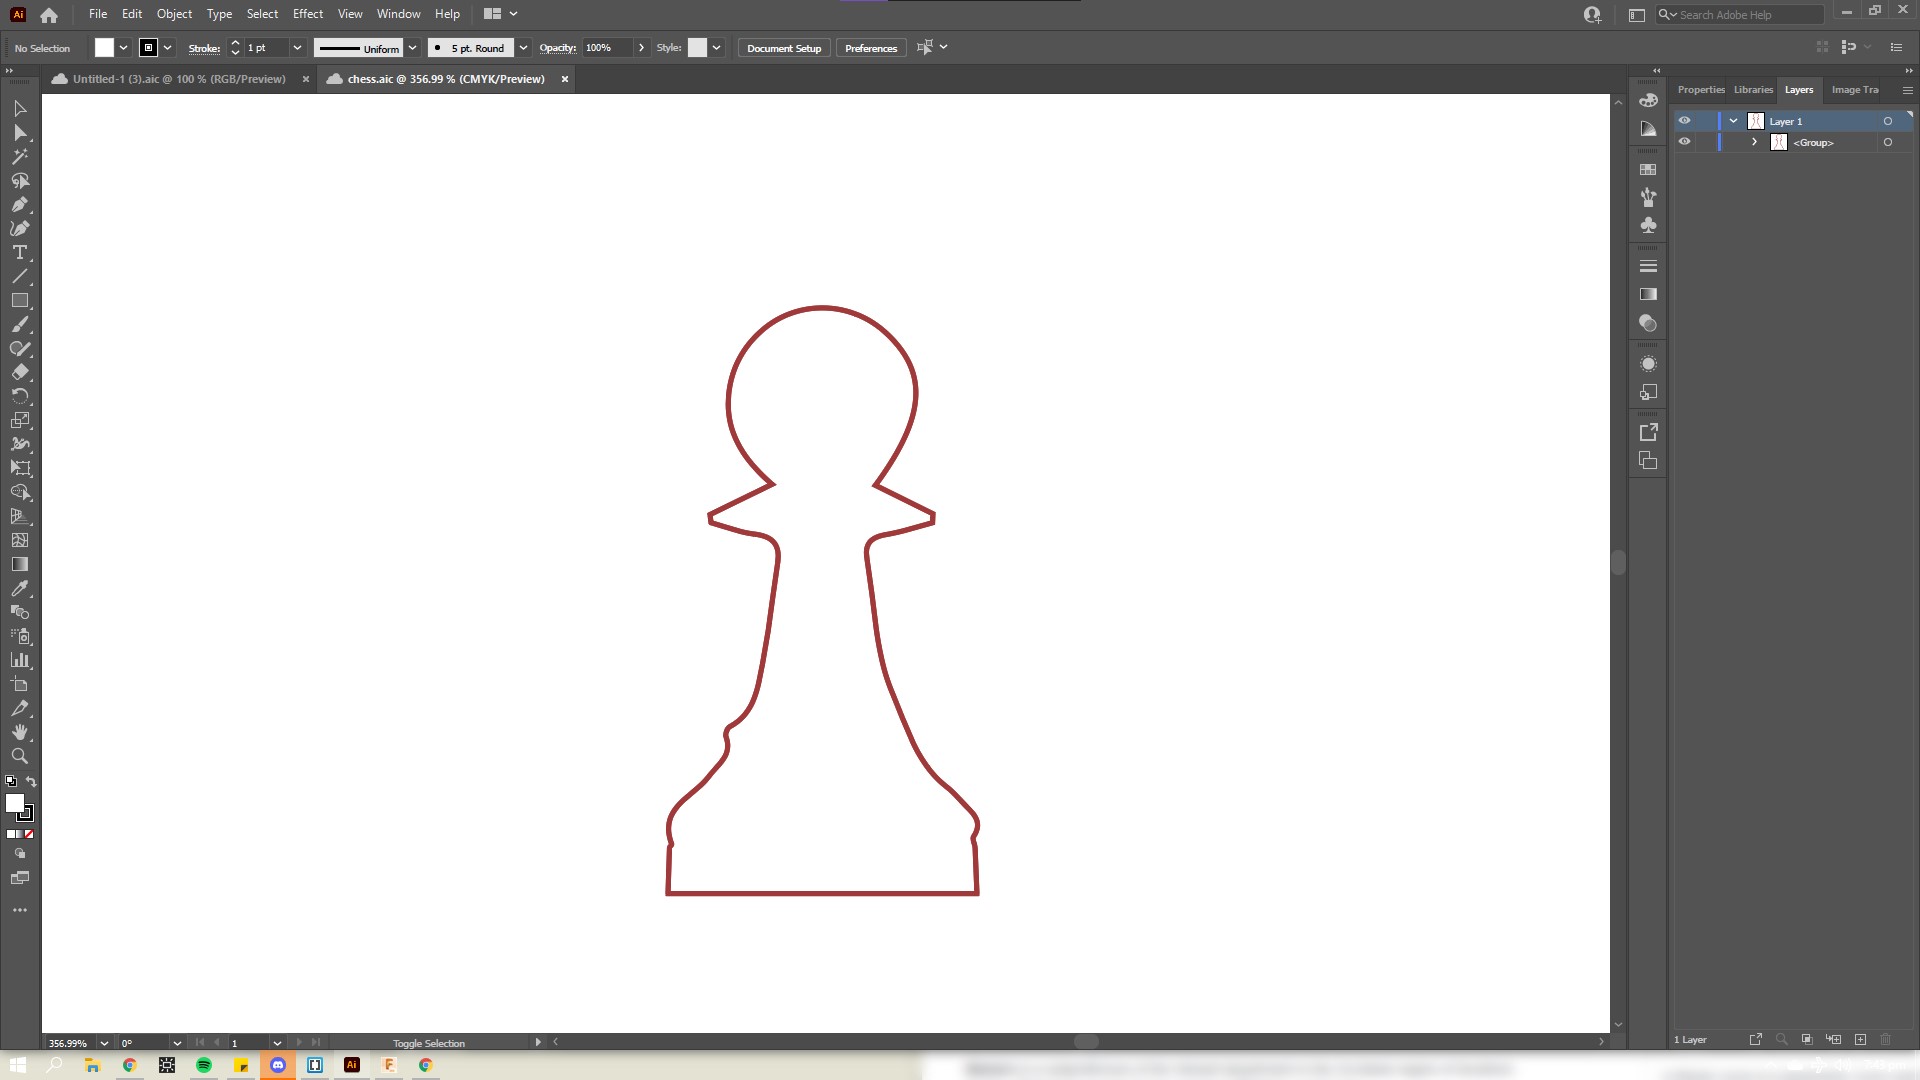 Ai File Edit Object Type Select Effect View Window Help Search Adobe Help
No Selection Stroke: 1 pt Uniform 5 pt. Round Opacity: 100% Style: Document Setup Preferences
Untitled-1 (3).aic @ 100 % (RGB/Preview) chess.aic @ 356.99 % (CMYK/Preview)
Properties Libraries Layers Image Tra
Layer 1
<Group>
356.99% 0° 1 Toggle Selection
1 Layer
Ai